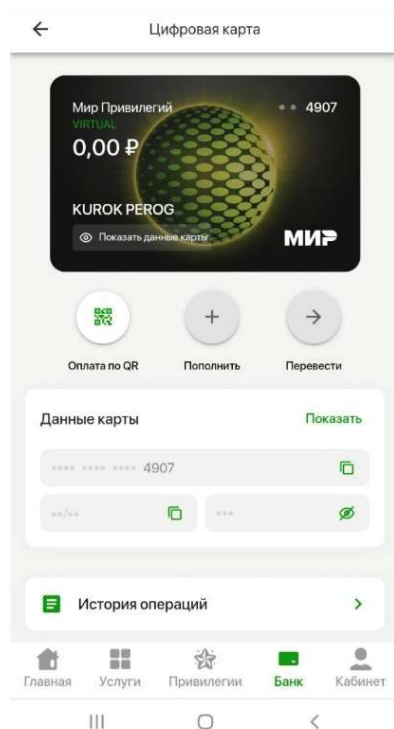 Цифровая карта
Мир Привилегий •• 4907
VIRTUAL
0,00 ₽
KUROK PEROG
Показать данные карты
МИР
Оплата по QR Пополнить Перевести
Данные карты Показать
•••• •••• •••• 4907
••/•• •••
История операций
Главная Услуги Привилегии Банк Кабинет